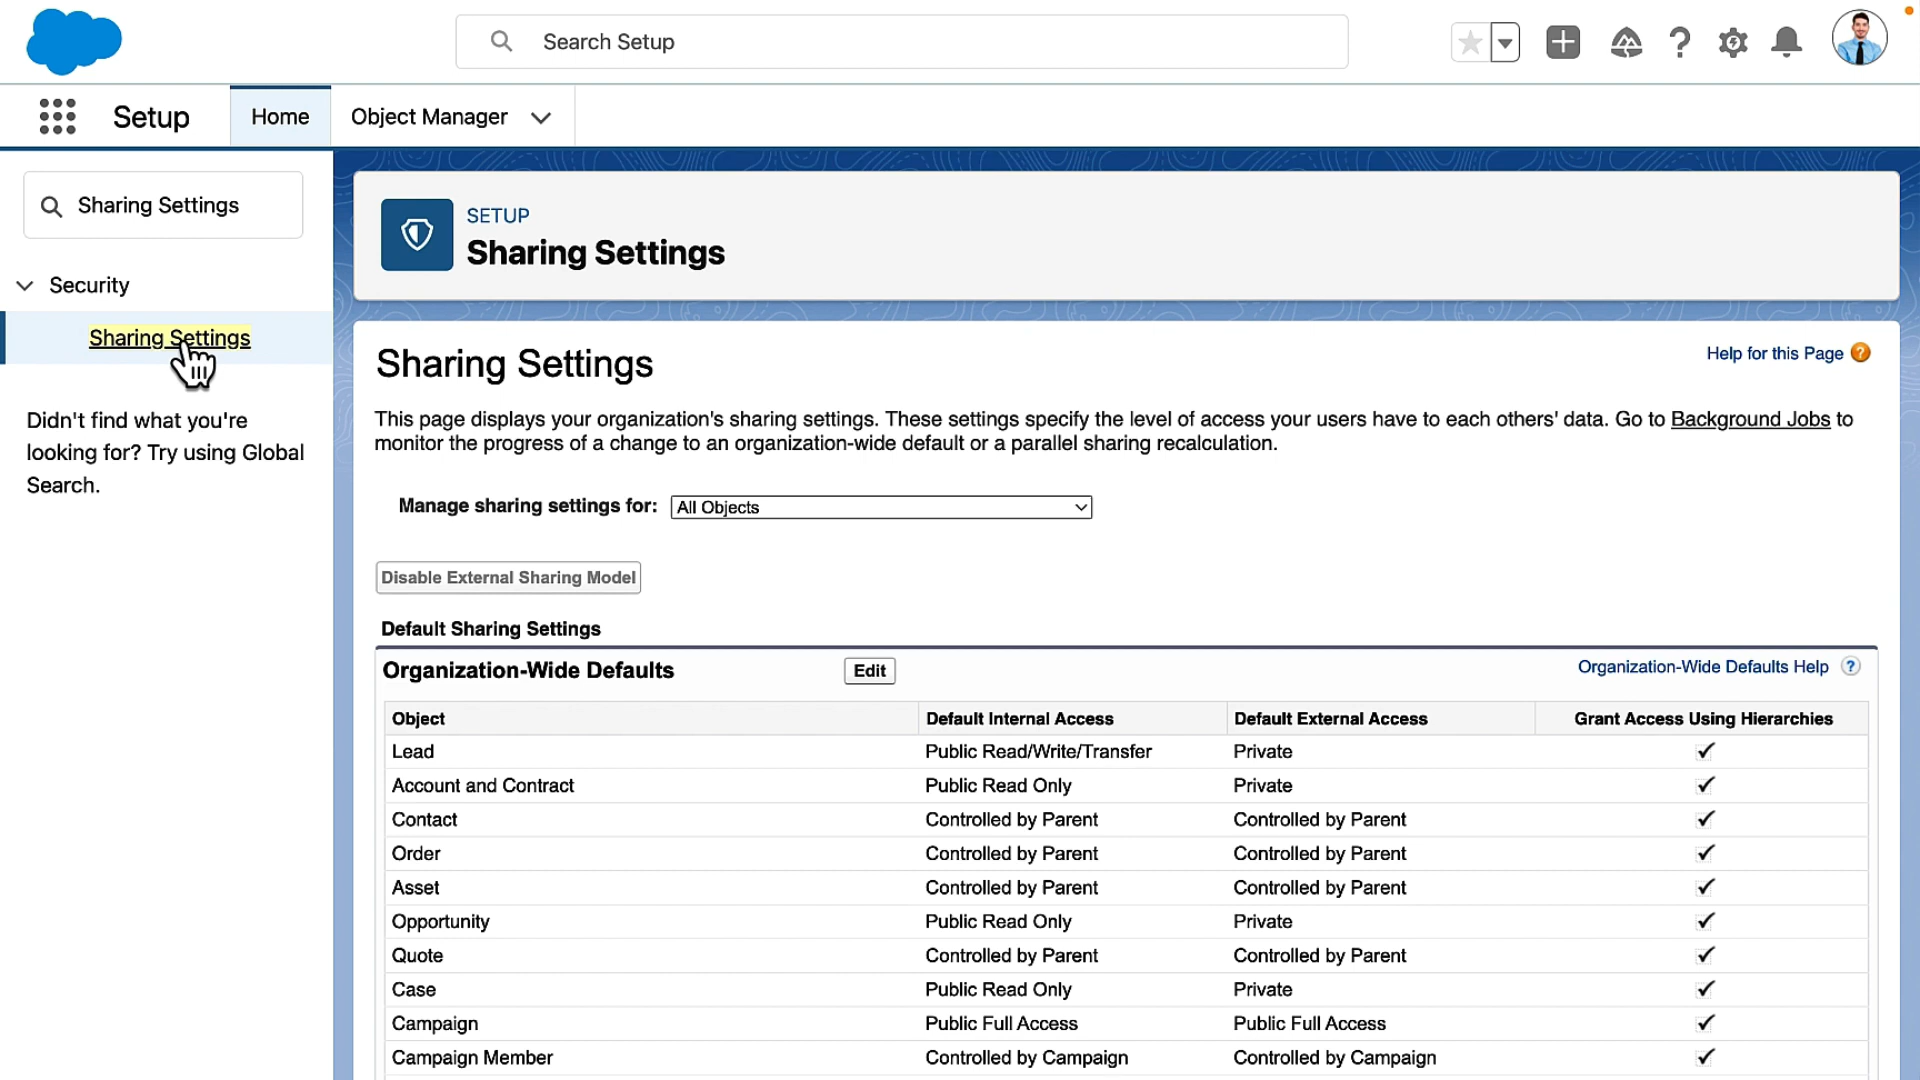 Search Setup
Setup
Home
Object Manager
Sharing Settings
Security
Sharing Settings
Didn't find what you're
looking for? Try using Global
Search.
SETUP
Sharing Settings
Sharing Settings
Help for this Page ?
This page displays your organization's sharing settings. These settings specify the level of access your users have to each others' data. Go to Background Jobs to
monitor the progress of a change to an organization-wide default or a parallel sharing recalculation.
Manage sharing settings for: All Objects
Disable External Sharing Model
Default Sharing Settings
Organization-Wide Defaults Edit Organization-Wide Defaults Help ?
Object Default Internal Access Default External Access Grant Access Using Hierarchies
Lead Public Read/Write/Transfer Private ✓
Account and Contract Public Read Only Private ✓
Contact Controlled by Parent Controlled by Parent ✓
Order Controlled by Parent Controlled by Parent ✓
Asset Controlled by Parent Controlled by Parent ✓
Opportunity Public Read Only Private ✓
Quote Controlled by Parent Controlled by Parent ✓
Case Public Read Only Private ✓
Campaign Public Full Access Public Full Access ✓
Campaign Member Controlled by Campaign Controlled by Campaign ✓